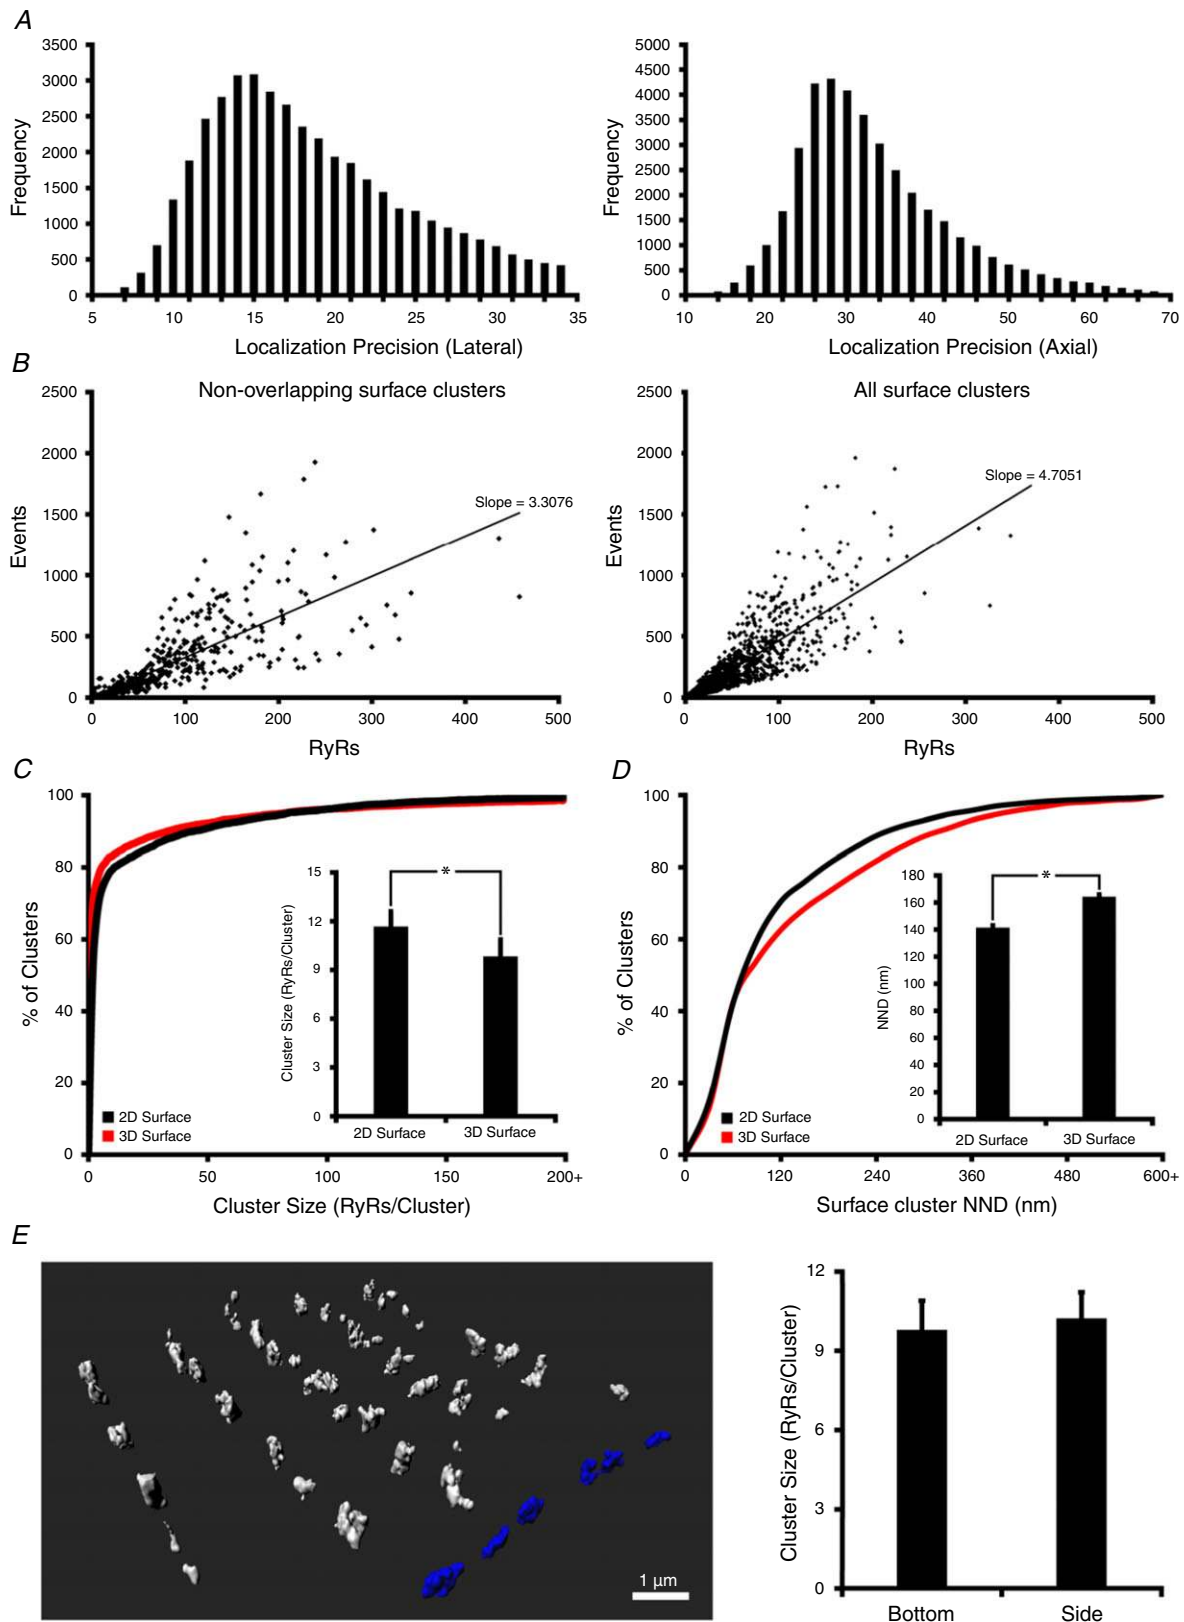 A
3500
3000
2500
2000
1500
1000
500
0
Frequency
5 10 15 20 25 30 35
Localization Precision (Lateral)
5000
4500
4000
3500
3000
2500
2000
1500
1000
500
0
Frequency
10 20 30 40 50 60 70
Localization Precision (Axial)
B
Non-overlapping surface clusters
2500
2000
1500
1000
500
0
Events
Slope = 3.3076
0 100 200 300 400 500
RyRs
All surface clusters
2500
2000
1500
1000
500
0
Events
Slope = 4.7051
0 100 200 300 400 500
RyRs
C
100
80
60
40
20
0
% of Clusters
2D Surface
3D Surface
0 50 100 150 200+
Cluster Size (RyRs/Cluster)
15
12
9
6
3
0
Cluster Size (RyRs/Cluster)
*
2D Surface 3D Surface
D
100
80
60
40
20
0
% of Clusters
2D Surface
3D Surface
0 120 240 360 480 600+
Surface cluster NND (nm)
180
160
140
120
100
80
60
40
20
0
NND (nm)
*
2D Surface 3D Surface
E
1 μm
12
9
6
3
0
Cluster Size (RyRs/Cluster)
Bottom Side